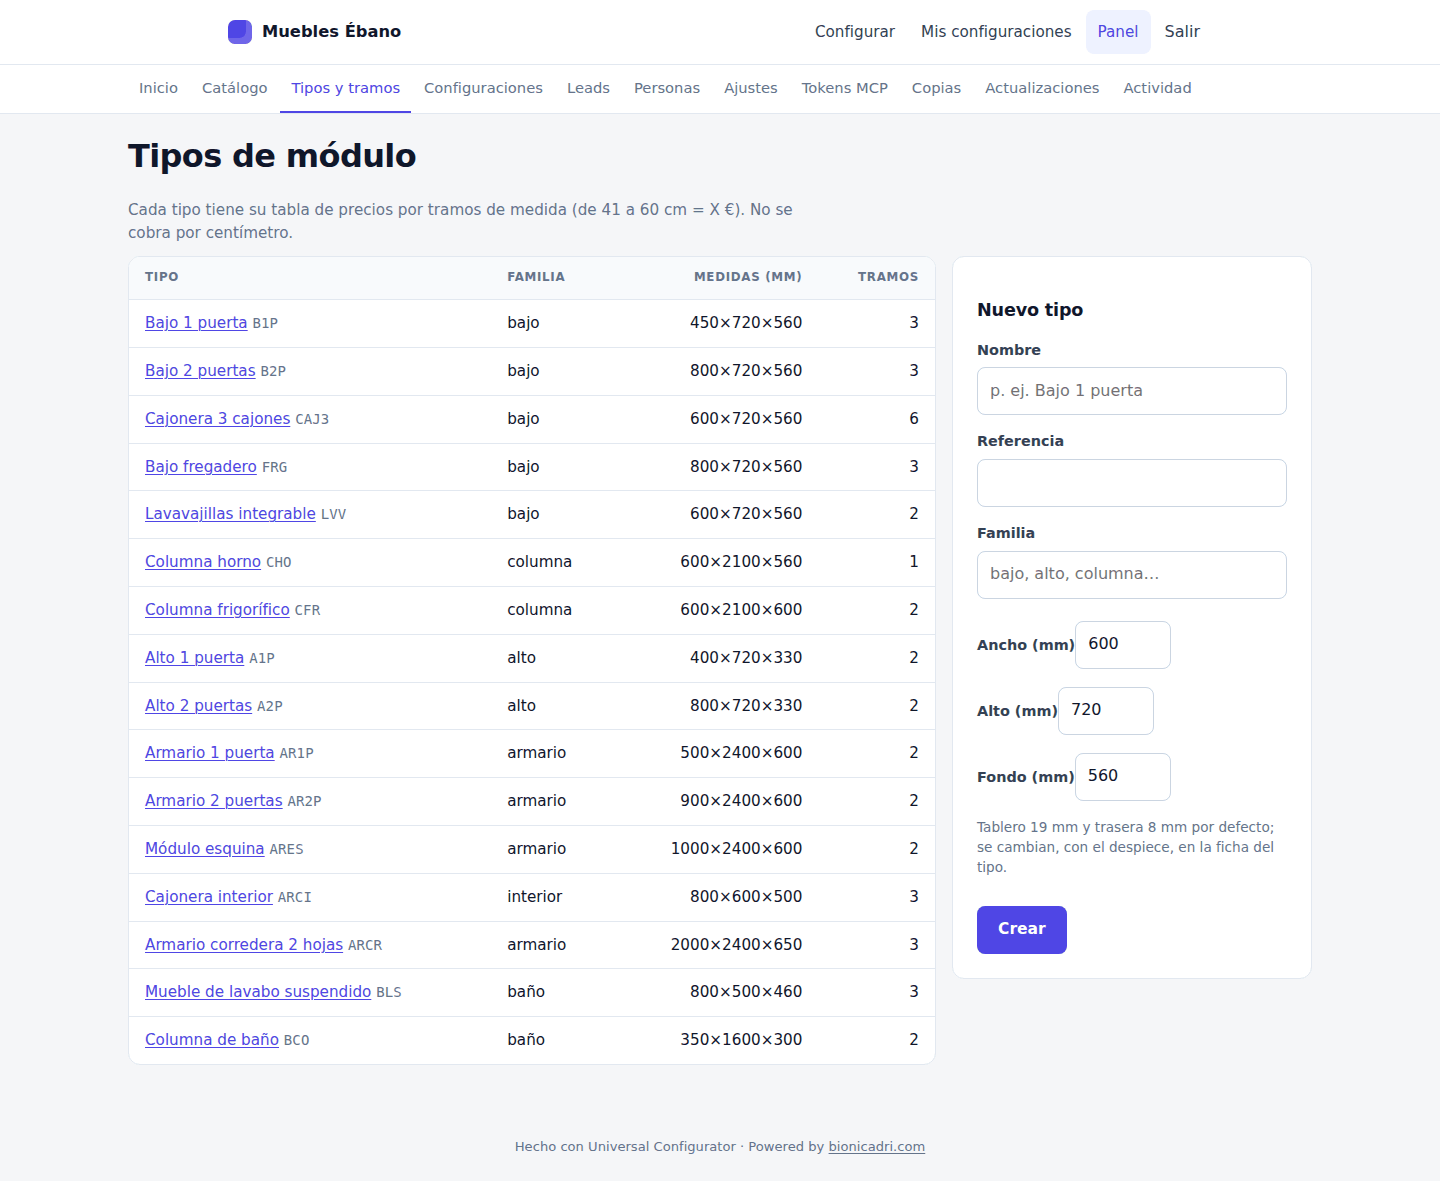 Muebles Ébano
Configurar Mis configuraciones Panel Salir
Inicio Catálogo Tipos y tramos Configuraciones Leads Personas Ajustes Tokens MCP Copias Actualizaciones Actividad
Tipos de módulo
Cada tipo tiene su tabla de precios por tramos de medida (de 41 a 60 cm = X €). No se
cobra por centímetro.
TIPO FAMILIA MEDIDAS (MM) TRAMOS
Bajo 1 puerta B1P bajo 450×720×560 3
Bajo 2 puertas B2P bajo 800×720×560 3
Cajonera 3 cajones CAJ3 bajo 600×720×560 6
Bajo fregadero FRG bajo 800×720×560 3
Lavavajillas integrable LVV bajo 600×720×560 2
Columna horno CHO columna 600×2100×560 1
Columna frigorífico CFR columna 600×2100×600 2
Alto 1 puerta A1P alto 400×720×330 2
Alto 2 puertas A2P alto 800×720×330 2
Armario 1 puerta AR1P armario 500×2400×600 2
Armario 2 puertas AR2P armario 900×2400×600 2
Módulo esquina ARES armario 1000×2400×600 2
Cajonera interior ARCI interior 800×600×500 3
Armario corredera 2 hojas ARCR armario 2000×2400×650 3
Mueble de lavabo suspendido BLS baño 800×500×460 3
Columna de baño BCO baño 350×1600×300 2
Nuevo tipo
Nombre
p. ej. Bajo 1 puerta
Referencia
Familia
bajo, alto, columna…
Ancho (mm) 600
Alto (mm) 720
Fondo (mm) 560
Tablero 19 mm y trasera 8 mm por defecto;
se cambian, con el despiece, en la ficha del
tipo.
Crear
Hecho con Universal Configurator · Powered by bionicadri.com